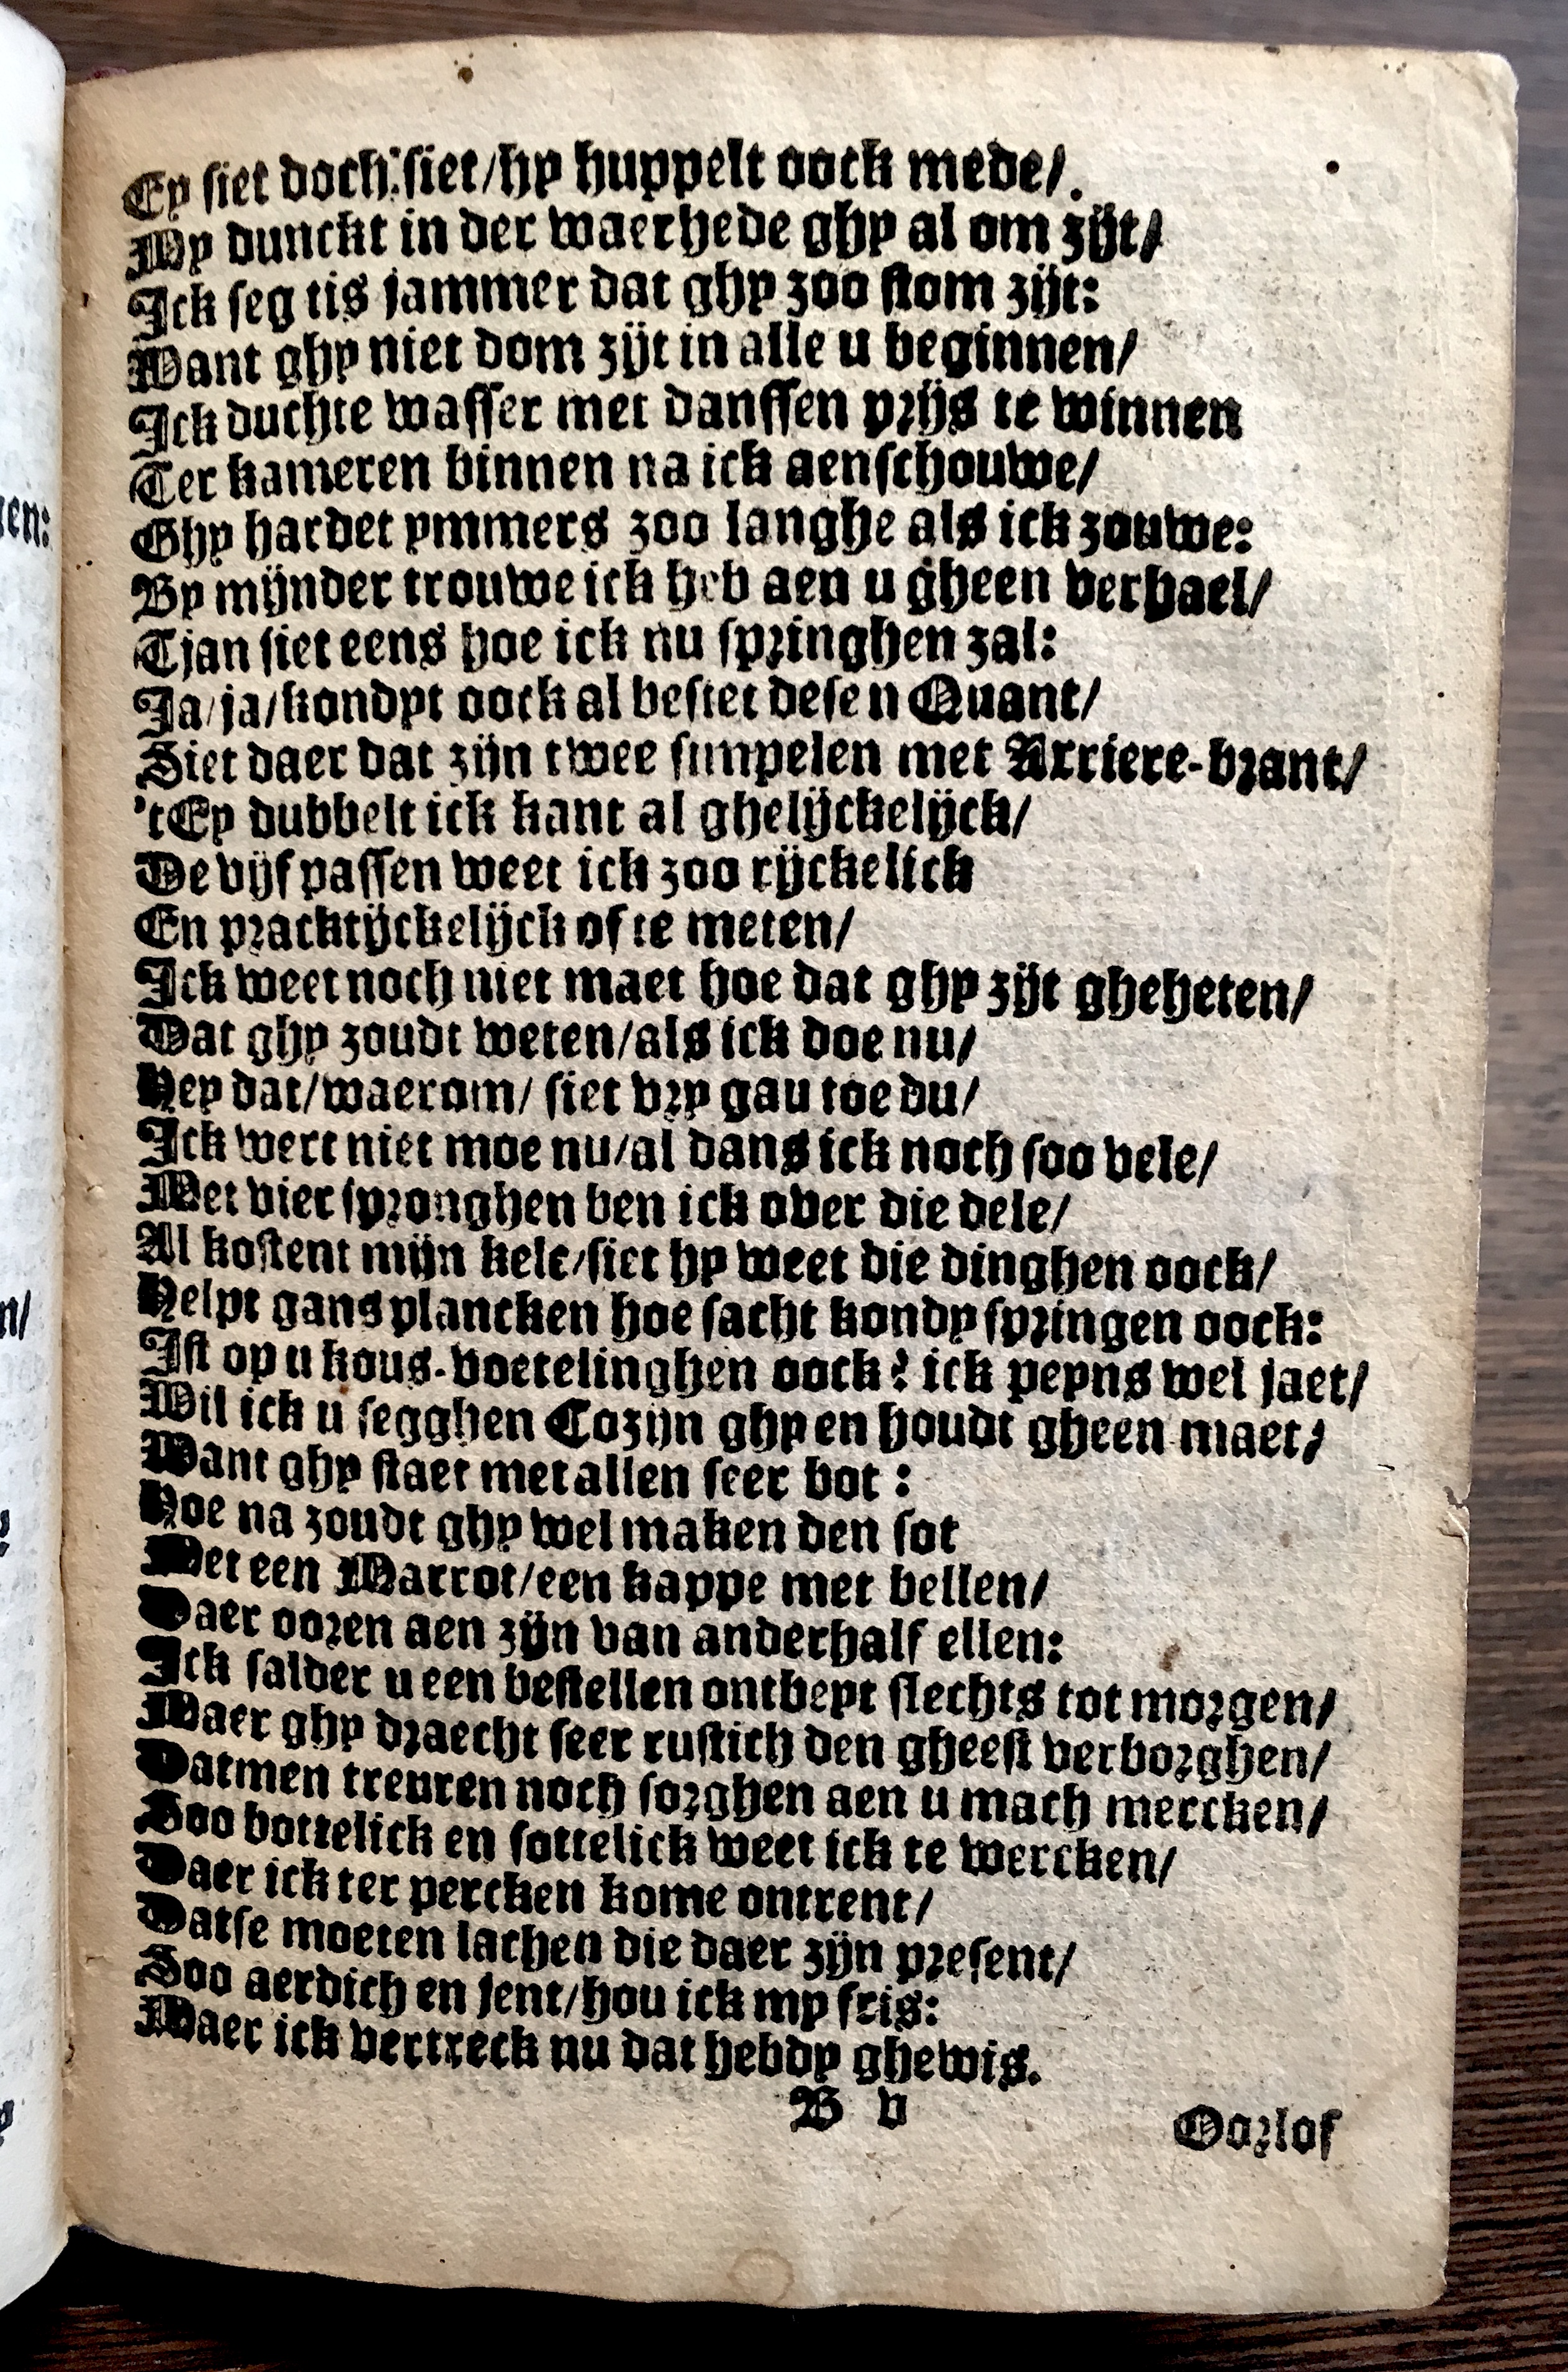 Ey siet doch: siet/hy huppelt oock mede/.
My dunckt in der waerhede ghy al om zijt/
Ick seg tis jammer dat ghy zoo stom zijt:
Want ghy niet dom zijt in alle u beginnen/
Ick duchte wasser met danssen prijs te winnen
Ter kameren binnen na ick aenschouwe/
Ghy hardet ymmers zoo langhe als ick zouwe:
By mijnder trouwe ick heb aen u gheen verhael/
Tjan siet eens hoe ick nu springhen zal:
Ja/ja/kondyt oock al besiet desen Quant/
Siet daer dat zijn twee simpelen met Arriere-brant/
'tEy dubbelt ick kant al ghelijckelijck/
De vijf passen weet ick zoo rijckelick
En pracktijckelijck of te meten/
Ick weet noch niet maet hoe dat ghy zijt gheheten/
Dat ghy zoudt weten/als ick doe nu/
Hey dat/waerom/ siet vry gau toe du/
Ick wert niet moe nu/al dans ick noch soo vele/
Met vier spronghen ben ick over die dele/
Al kostent mijn kele/siet hy weet die dinghen oock/
Helpt gans plancken hoe sacht kondy springen oock:
Ist op u kous-voetelinghen oock? ick peyns wel jaet/
Wil ick u segghen Cozijn ghy en houdt gheen maet/
Want ghy staet met allen seer bot:
Hoe na zoudt ghy wel maken den sot
Met een Marrot/een kappe met bellen/
Daer ooren aen zijn van anderhalf ellen:
Ick salder u een bestellen ontbeyt slechts tot morgen/
Maer ghy draecht seer rustich den gheest verborghen/
Datmen treuren noch sorghen aen u mach mercken/
Soo bottelick en sottelick weet ick te wercken/
Daer ick ter percken kome ontrent/
Datse moeten lachen die daer zijn present/
Soo aerdich en jent/hou ick my fris:
Maer ick vertreck nu dat hebdy ghewis.
B v
Oorlof